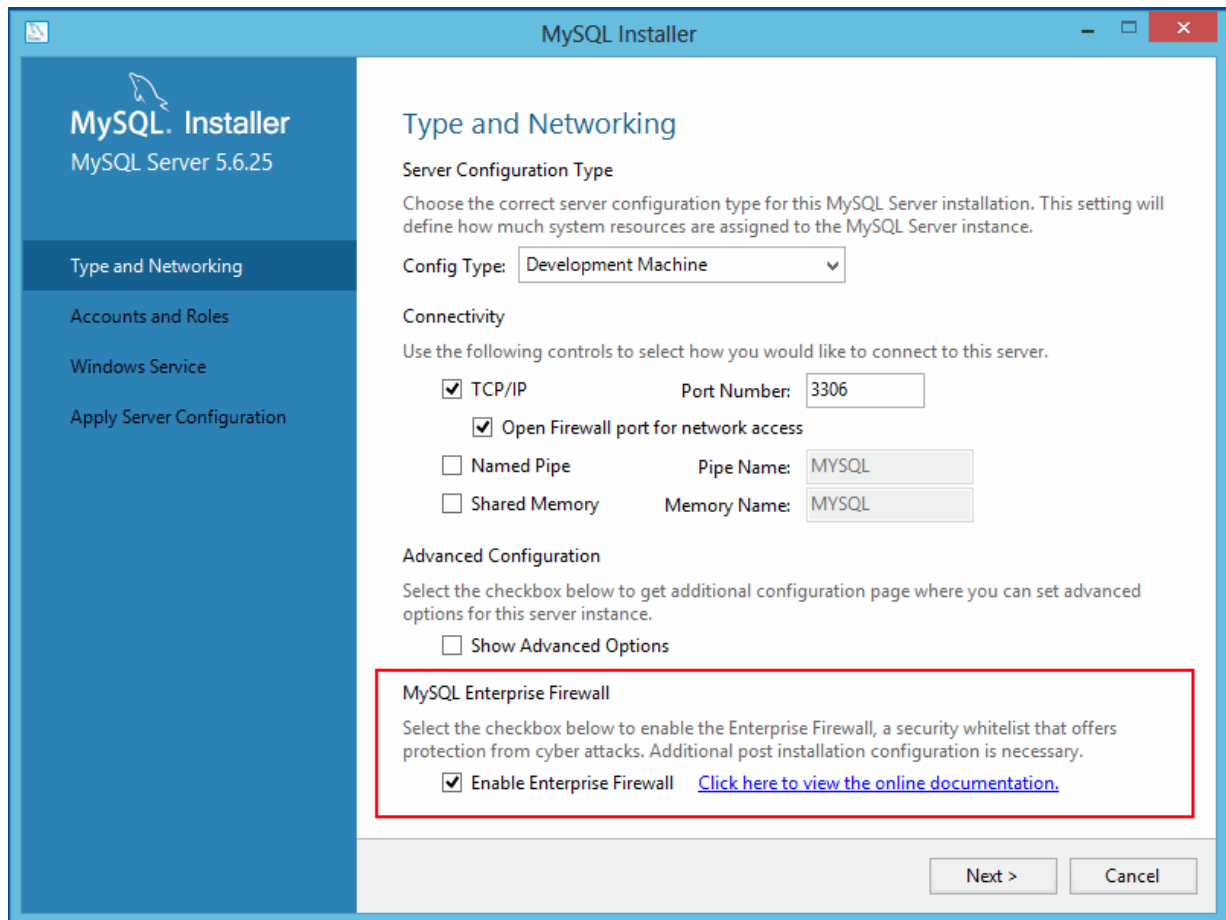 MySQL Installer
MySQL. Installer
MySQL Server 5.6.25
Type and Networking
Accounts and Roles
Windows Service
Apply Server Configuration
Type and Networking
Server Configuration Type
Choose the correct server configuration type for this MySQL Server installation. This setting will
define how much system resources are assigned to the MySQL Server instance.
Config Type: Development Machine
Connectivity
Use the following controls to select how you would like to connect to this server.
TCP/IP Port Number: 3306
Open Firewall port for network access
Named Pipe Pipe Name: MYSQL
Shared Memory Memory Name: MYSQL
Advanced Configuration
Select the checkbox below to get additional configuration page where you can set advanced
options for this server instance.
Show Advanced Options
MySQL Enterprise Firewall
Select the checkbox below to enable the Enterprise Firewall, a security whitelist that offers
protection from cyber attacks. Additional post installation configuration is necessary.
Enable Enterprise Firewall Click here to view the online documentation.
Next > Cancel